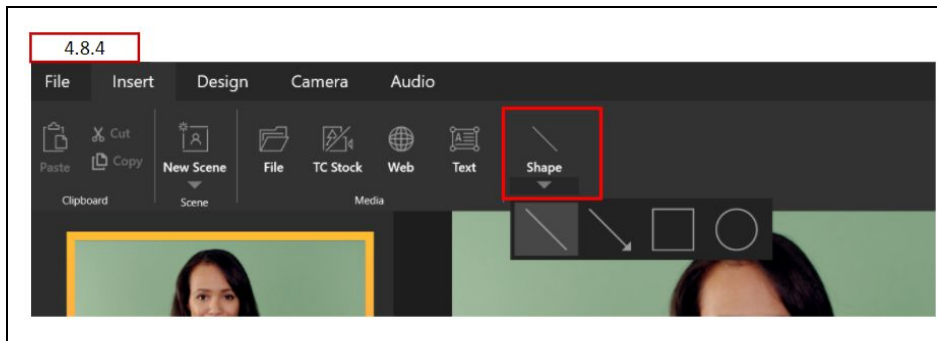 4.8.4
File Insert Design Camera Audio
Cut
Copy
Paste New Scene File TC Stock Web Text Shape
Clipboard Scene Media